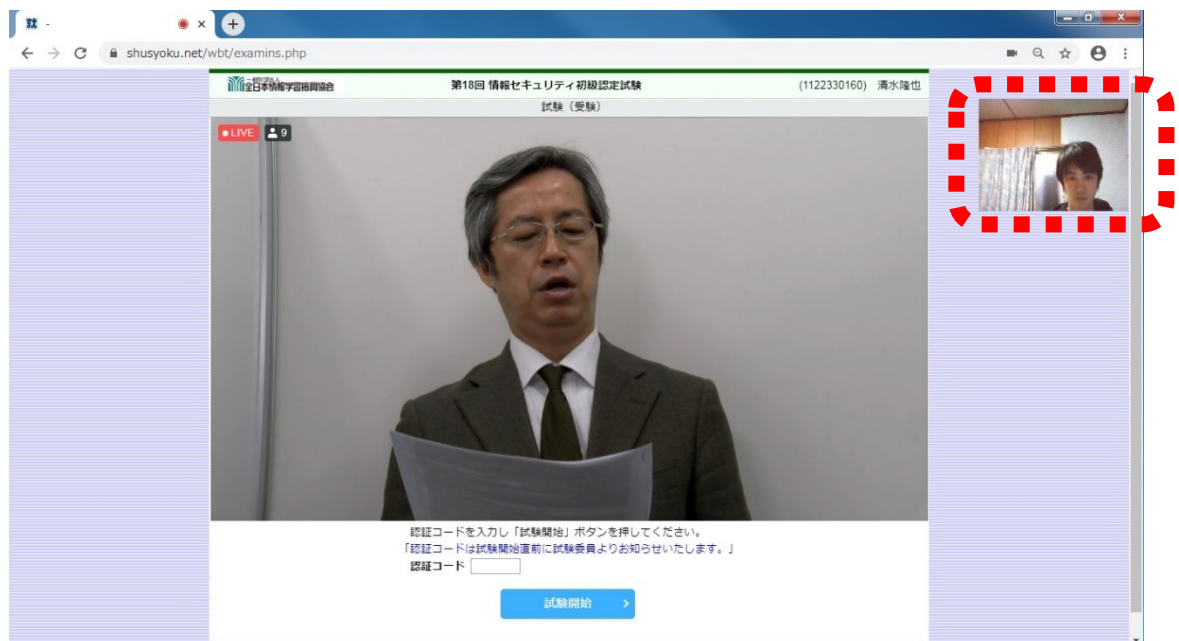 shusyoku.net/wbt/examins.php
全日本情報学習振興協会
第18回 情報セキュリティ初級認定試験
(1122330160) 清水隆也
試験（受験）
LIVE 9
認証コードを入力し「試験開始」ボタンを押してください。
「認証コードは試験開始直前に試験委員よりお知らせいたします。」
認証コード
試験開始